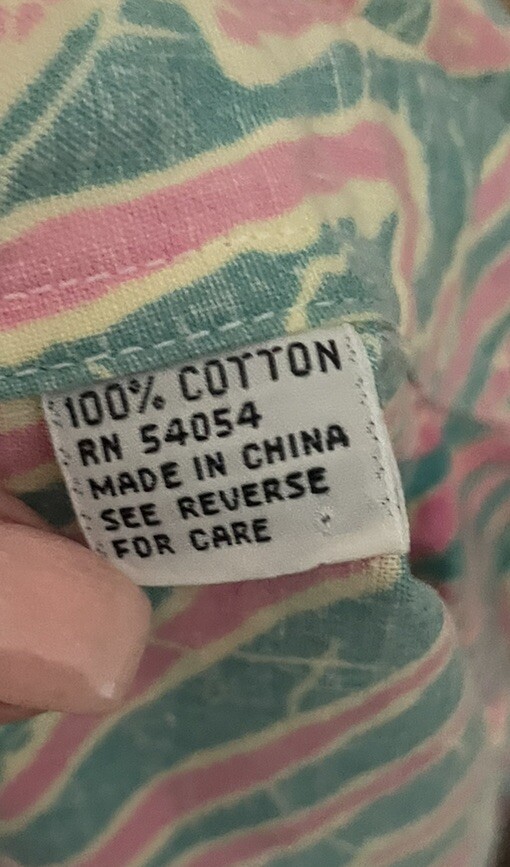 100% COTTON
RN 54054
MADE IN CHINA
SEE REVERSE
FOR CARE